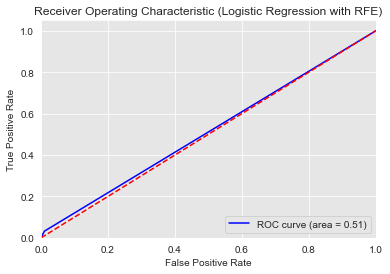 Receiver Operating Characteristic (Logistic Regression with RFE)
True Positive Rate
1.0
0.8
0.6
0.4
0.2
0.0
ROC curve (area = 0.51)
0.0 0.2 0.4 0.6 0.8 1.0
False Positive Rate